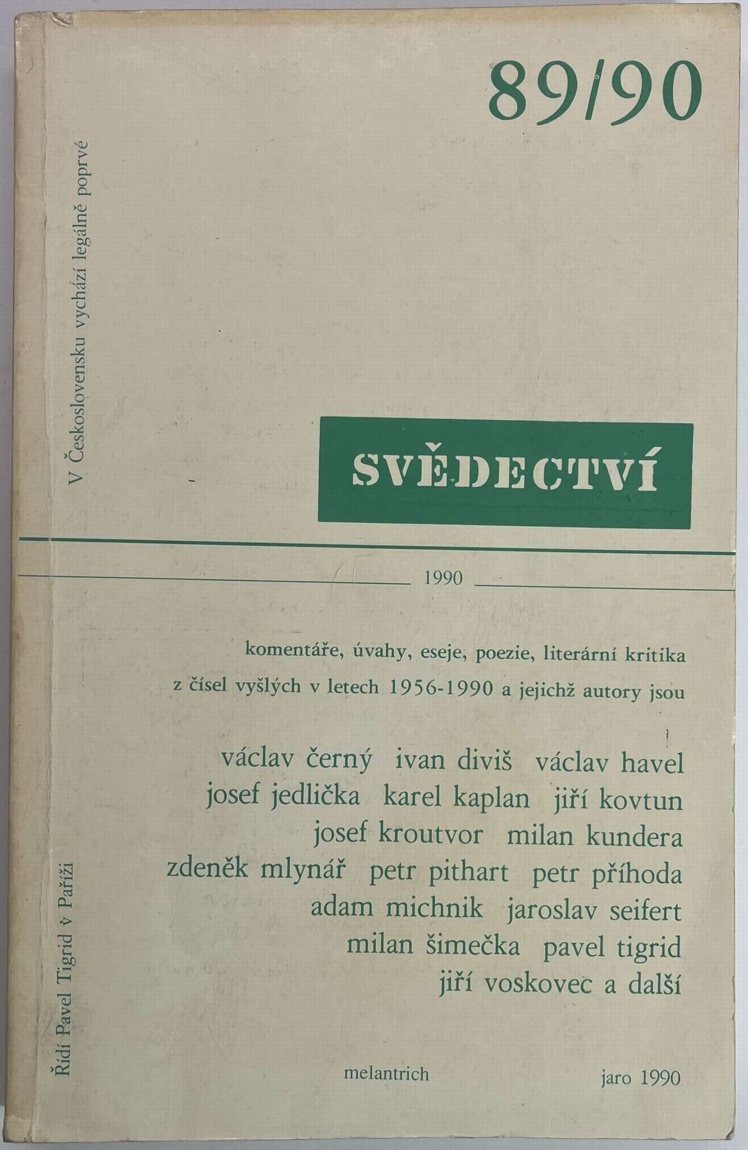 89/90
V Československu vychází legálně poprvé
SVĚDECTVÍ
1990
komentáře, úvahy, eseje, poezie, literární kritika
z čísel vyšlých v letech 1956-1990 a jejichž autory jsou
václav černý ivan diviš václav havel
josef jedlička karel kaplan jiří kovtun
josef kroutvor milan kundera
zdeněk mlynář petr pithart petr příhoda
adam michnik jaroslav seifert
milan šimečka pavel tigrid
jiří voskovec a další
Řídí Pavel Tigrid v Paříži
melantrich
jaro 1990